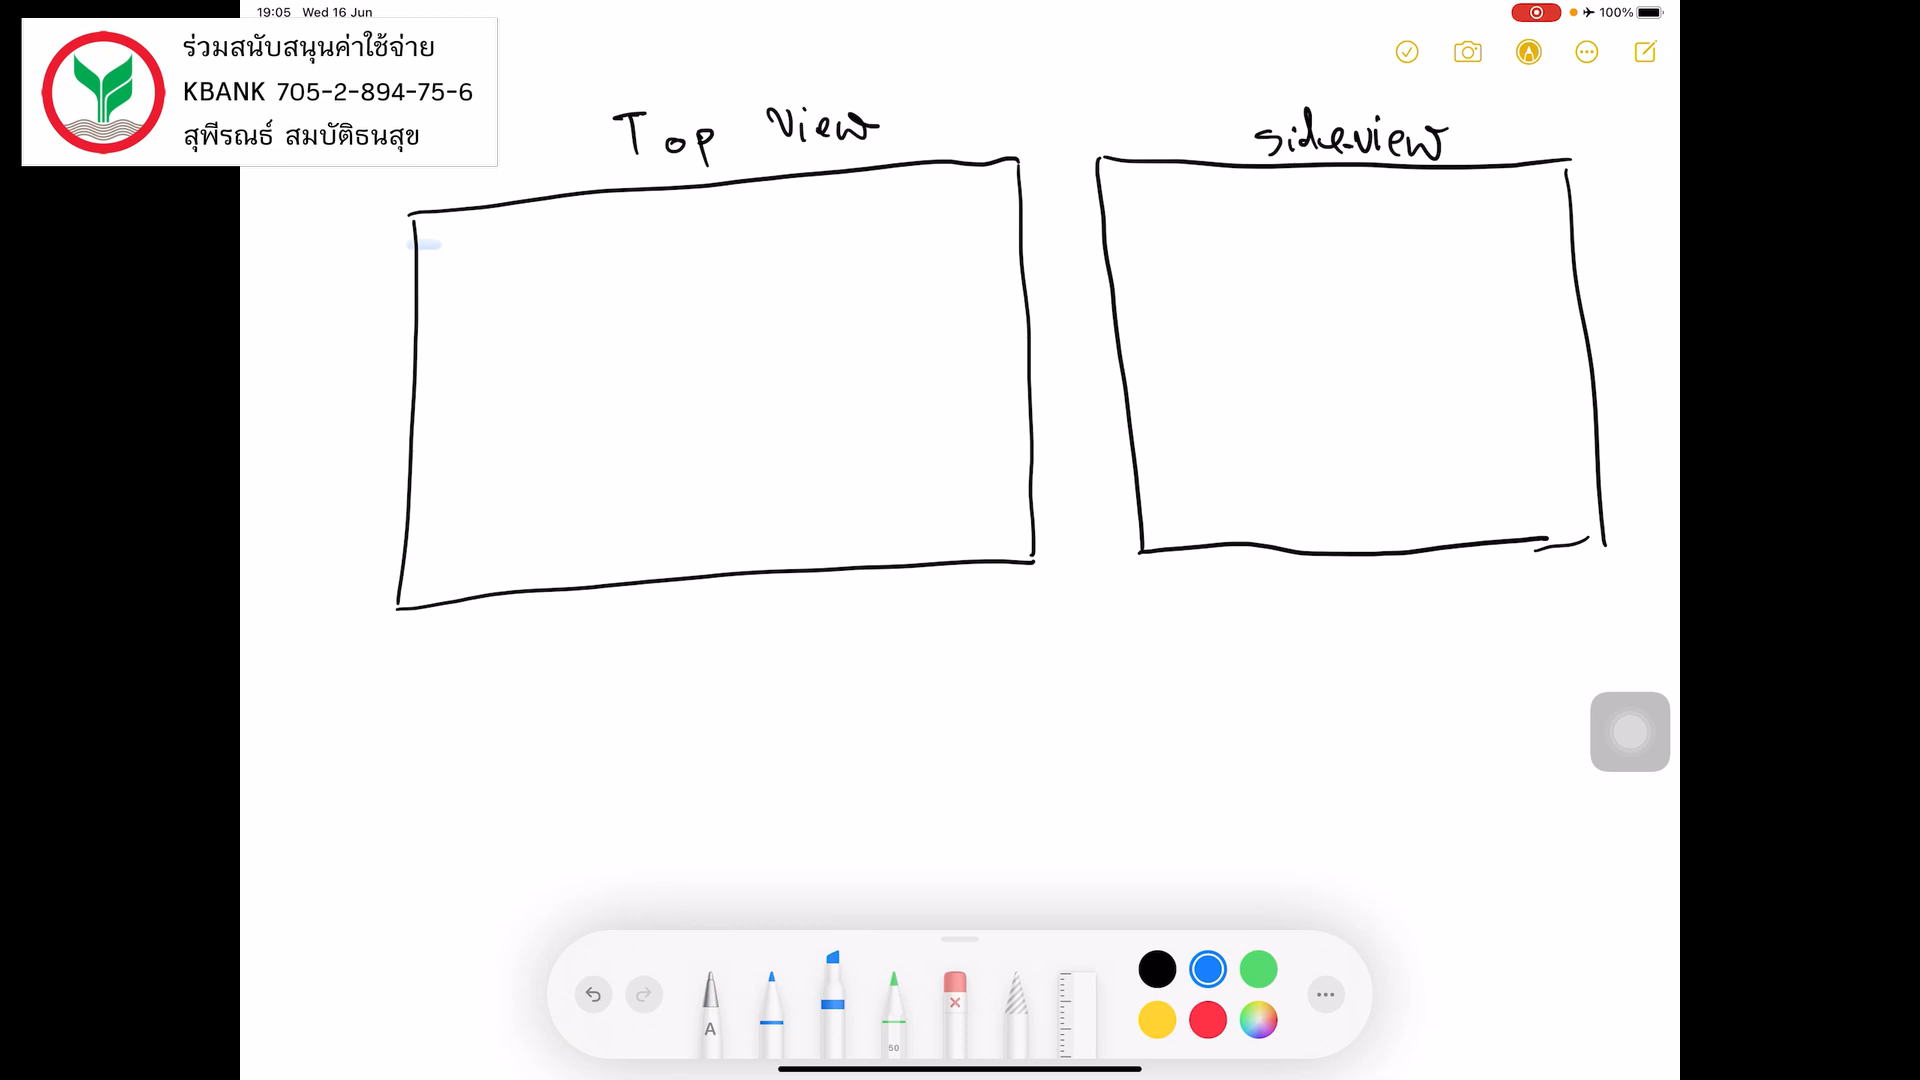 19:05 Wed 16 Jun
100%
ร่วมสนับสนุนค่าใช้จ่าย
KBANK 705-2-894-75-6
สุพีรณธ์ สมบัติธนสุข
Top View
side-view
A
50